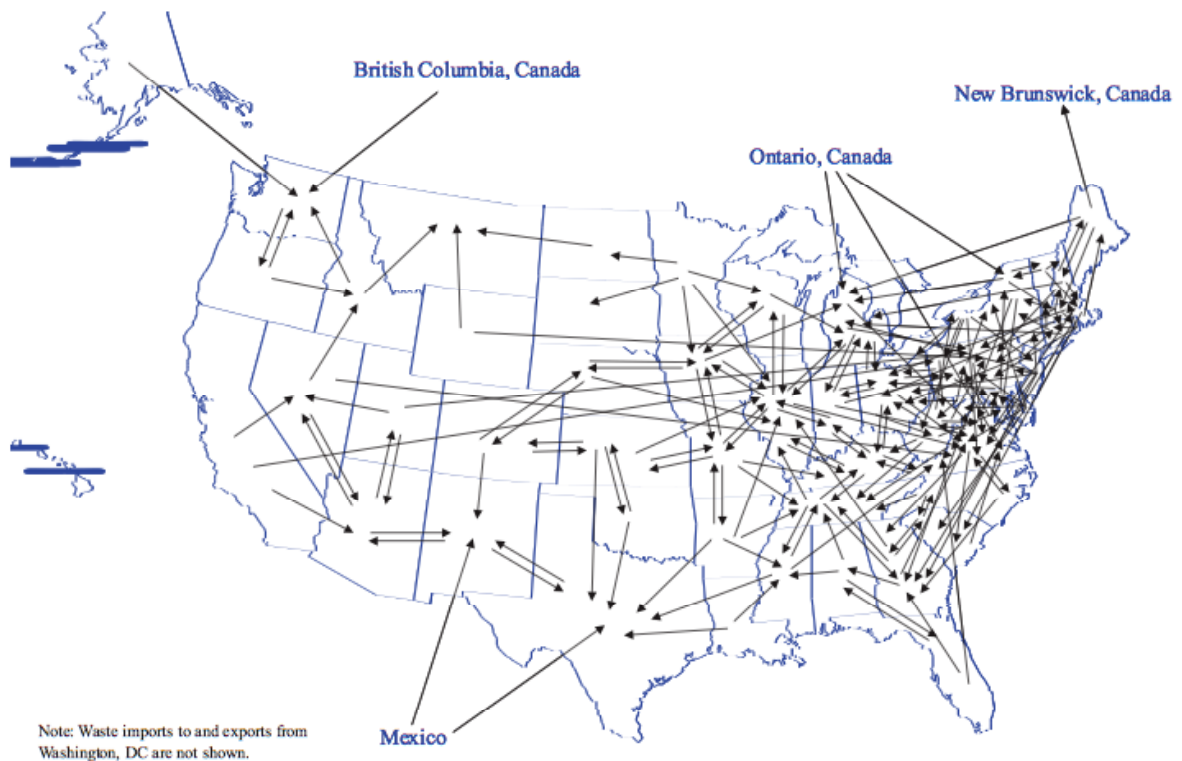 British Columbia, Canada
New Brunswick, Canada
Ontario, Canada
Note: Waste imports to and exports from
Washington, DC are not shown.
Mexico